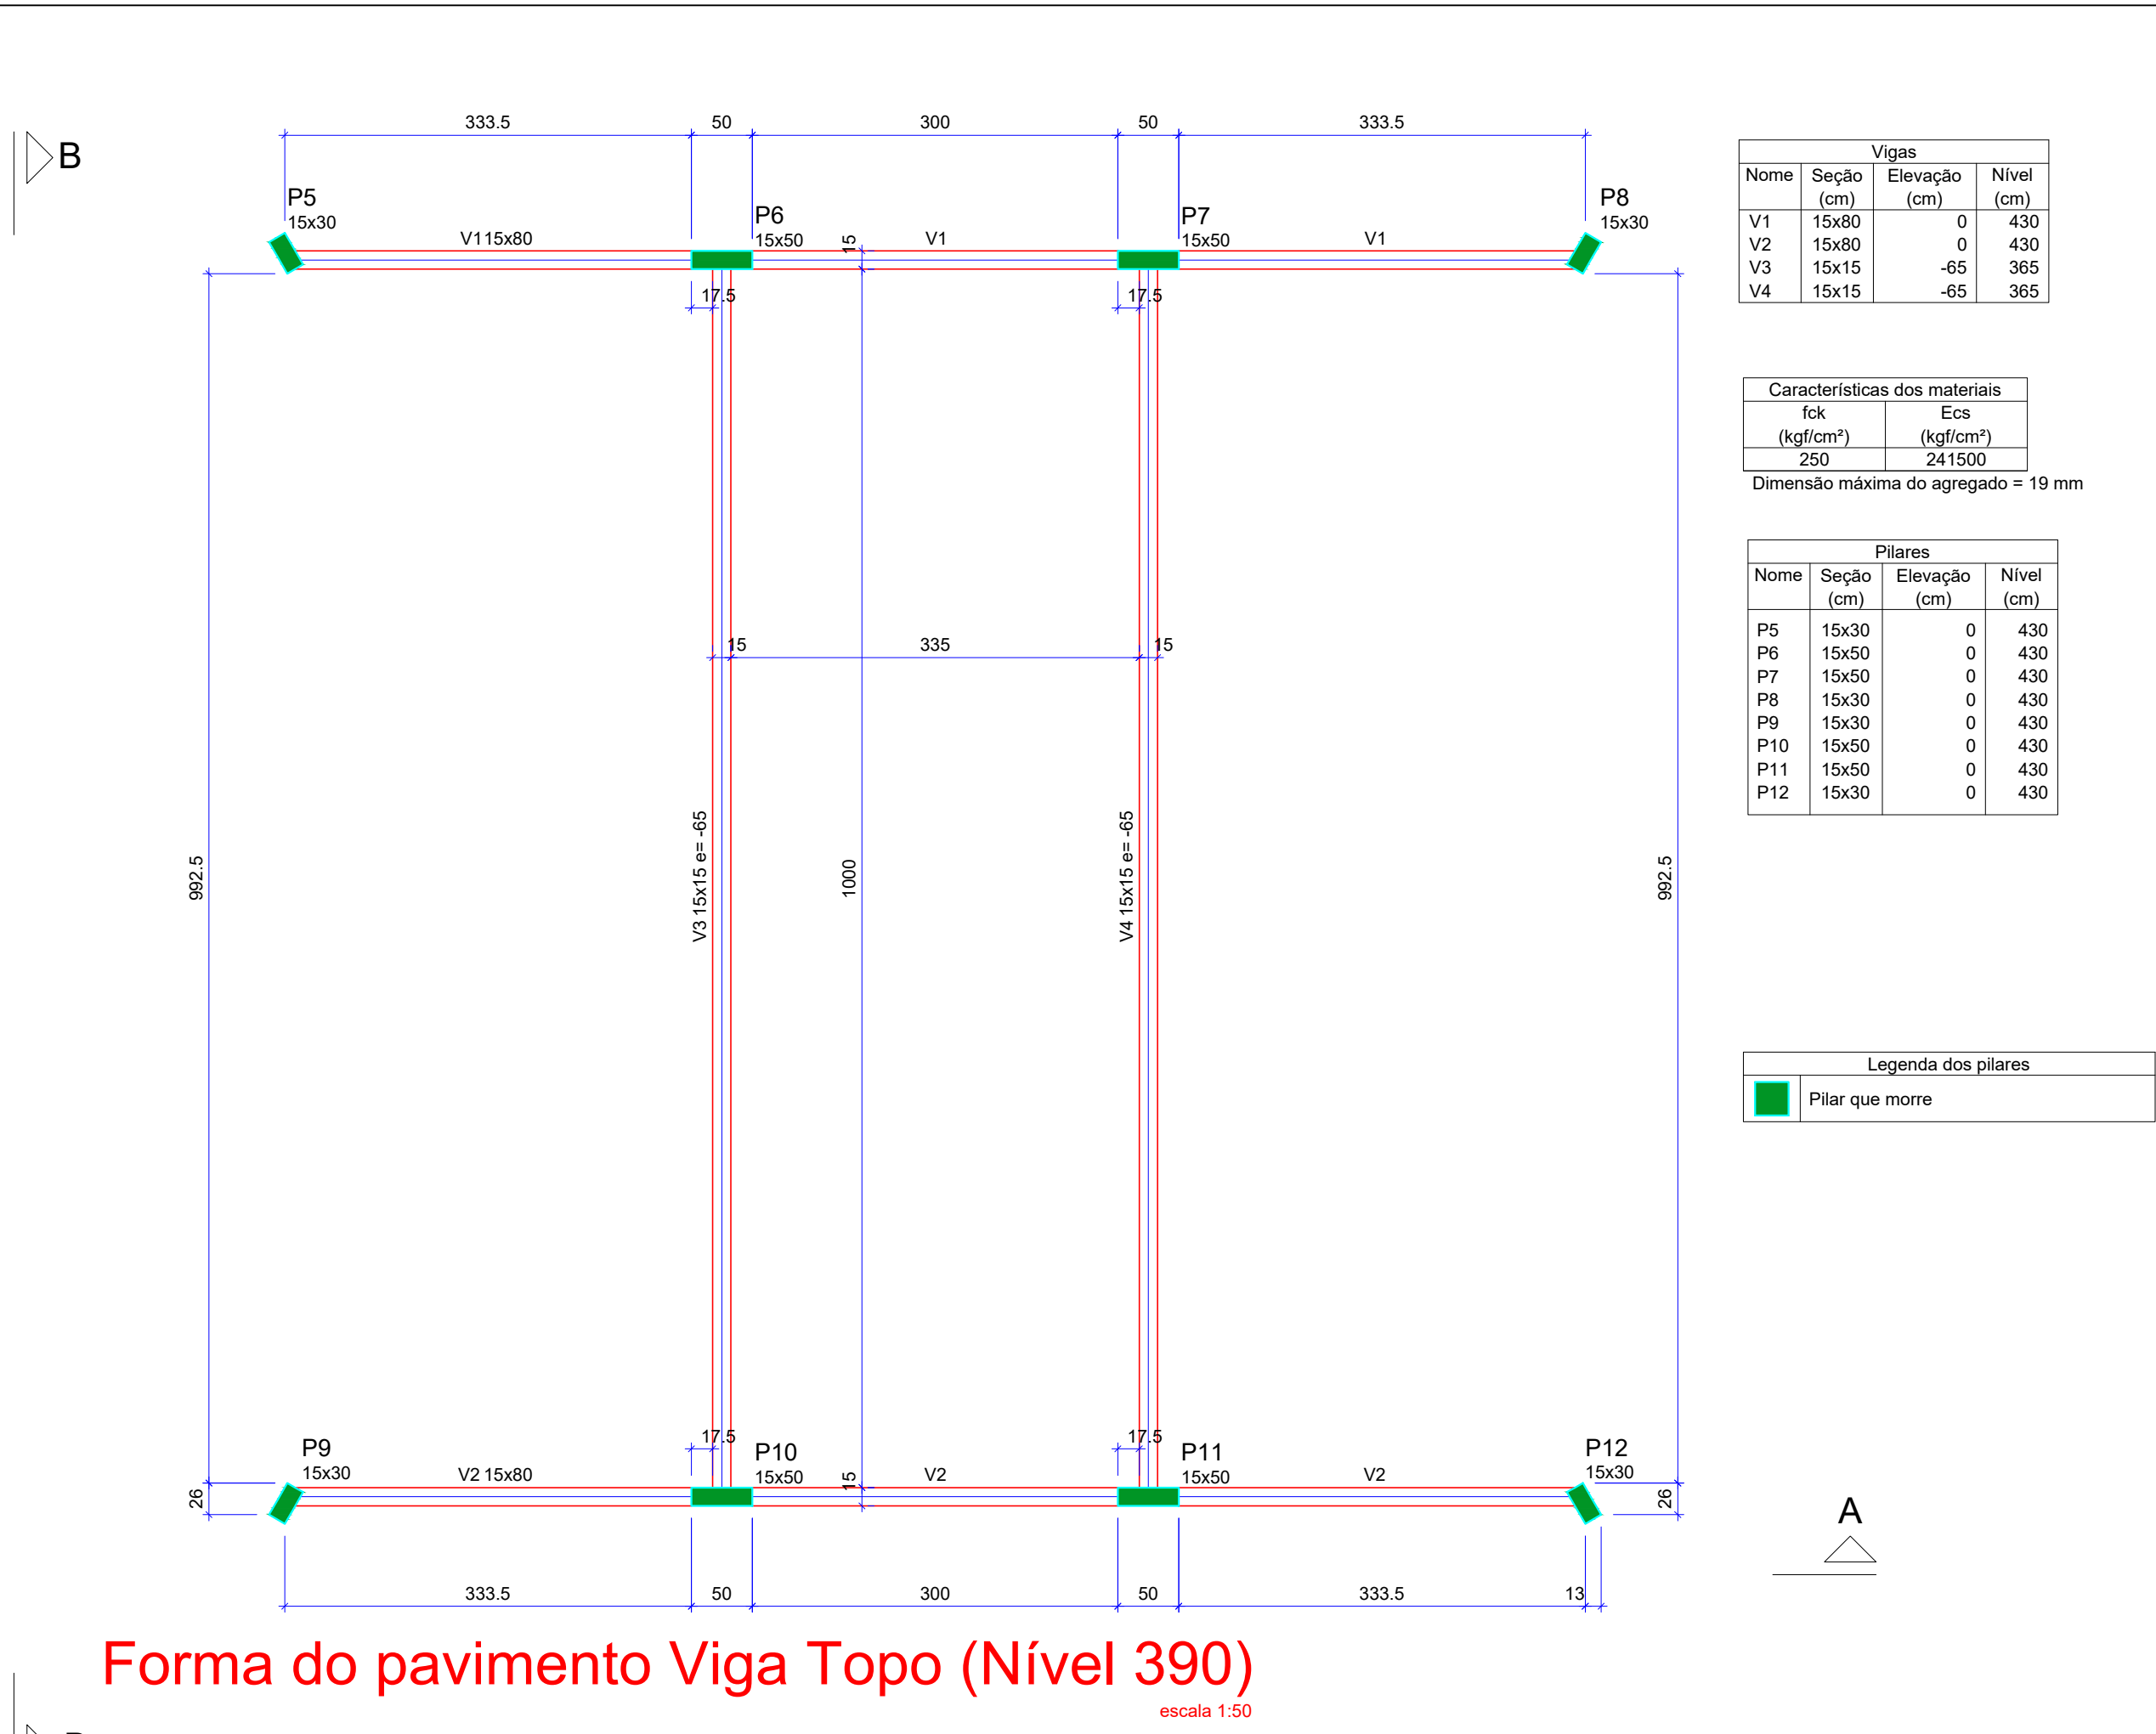 333.5 50 300 50 333.5
B
P5
15x30
P6
15x50
P7
15x50
P8
15x30
V1 15x80
15
V1
V1
17.5
17.5
15 335 15
992.5
V3 15x15 e= -65
1000
V4 15x15 e= -65
992.5
17.5
17.5
P9
15x30
P10
15x50
P11
15x50
P12
15x30
V2 15x80
15
V2
V2
26
26
333.5 50 300 50 333.5 13
A
Vigas
Nome Seção (cm) Elevação (cm) Nível (cm)
V1 15x80 0 430
V2 15x80 0 430
V3 15x15 -65 365
V4 15x15 -65 365
Características dos materiais
fck Ecs
(kgf/cm²) (kgf/cm²)
250 241500
Dimensão máxima do agregado = 19 mm
Pilares
Nome Seção (cm) Elevação (cm) Nível (cm)
P5 15x30 0 430
P6 15x50 0 430
P7 15x50 0 430
P8 15x30 0 430
P9 15x30 0 430
P10 15x50 0 430
P11 15x50 0 430
P12 15x30 0 430
Legenda dos pilares
Pilar que morre
Forma do pavimento Viga Topo (Nível 390)
escala 1:50